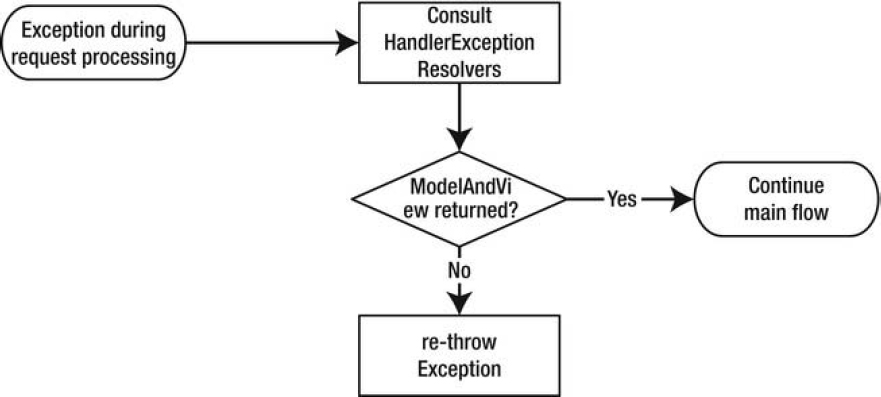 Exception during
request processing
Consult
HandlerException
Resolvers
ModelAndVi
ew returned?
Yes
Continue
main flow
No
re-throw
Exception